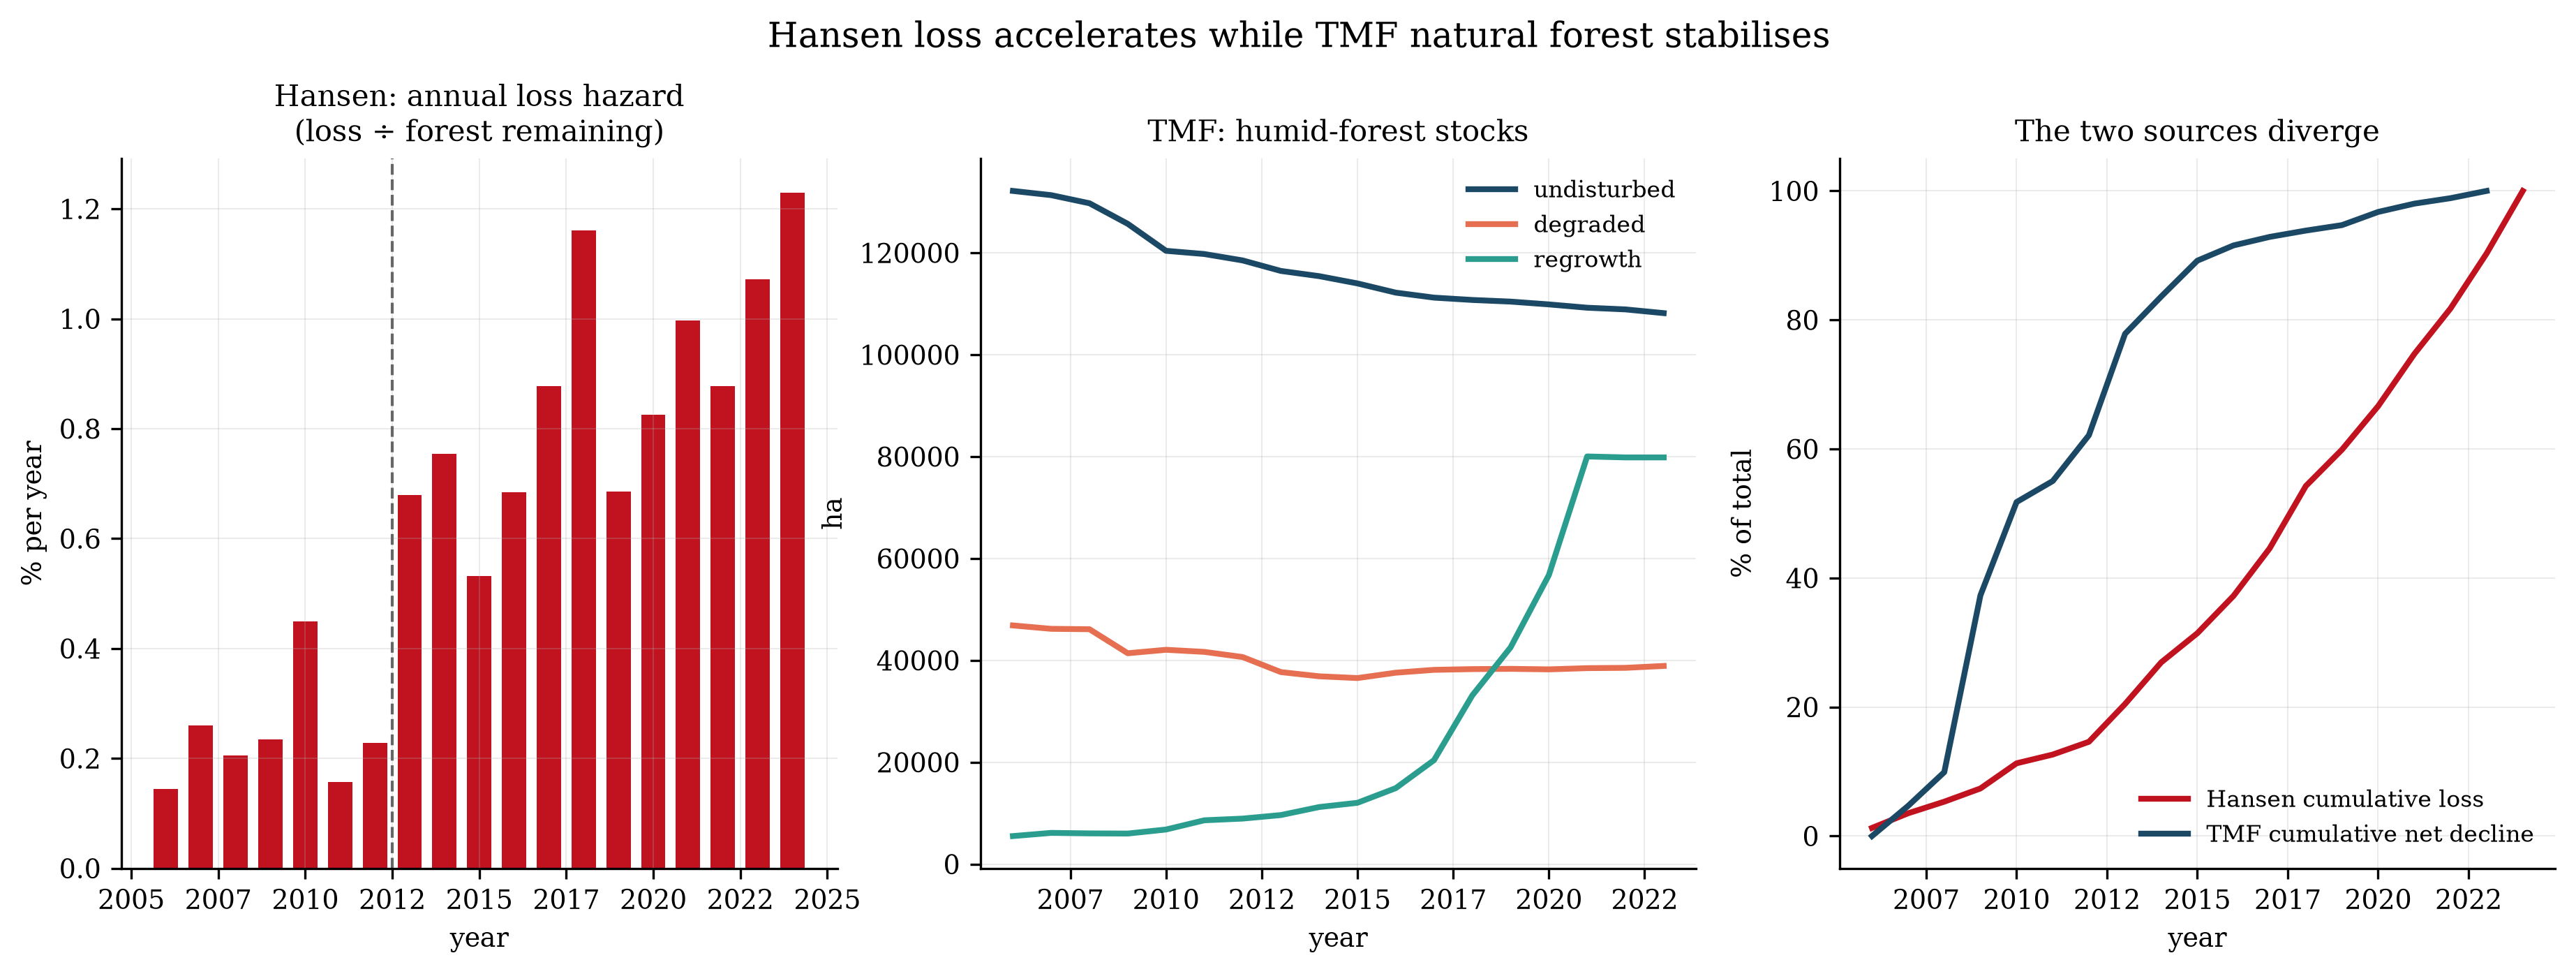 Hansen loss accelerates while TMF natural forest stabilises
Hansen: annual loss hazard
(loss ÷ forest remaining)
% per year
1.2
1.0
0.8
0.6
0.4
0.2
0.0
2005 2007 2010 2012 2015 2017 2020 2022 2025
year
TMF: humid-forest stocks
ha
undisturbed
degraded
regrowth
120000
100000
80000
60000
40000
20000
0
2007 2010 2012 2015 2017 2020 2022
year
The two sources diverge
% of total
100
80
60
40
20
0
Hansen cumulative loss
TMF cumulative net decline
2007 2010 2012 2015 2017 2020 2022
year